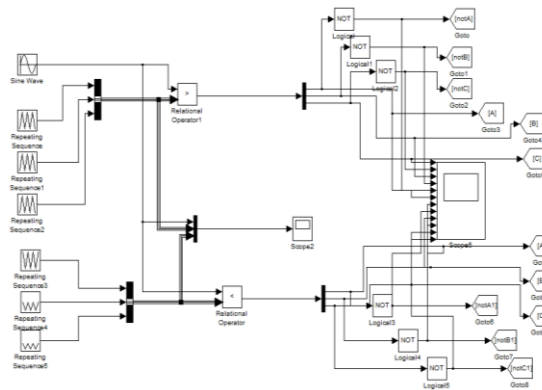 NOT
Logical
[notA]
Goto
NOT
Logical1
[notB]
Goto1
NOT
Logical2
[notC]
Goto2
Sine Wave
>
Relational
Operator1
[A]
Goto3
[B]
Goto4
[C]
Repeating
Sequence
Repeating
Sequence1
Repeating
Sequence2
Scope2
Scope5
Repeating
Sequence3
Repeating
Sequence4
Repeating
Sequence5
<
Relational
Operator
NOT
Logical3
[notA1]
Goto6
NOT
Logical4
[notB1]
Goto7
NOT
Logical5
[notC1]
Goto8